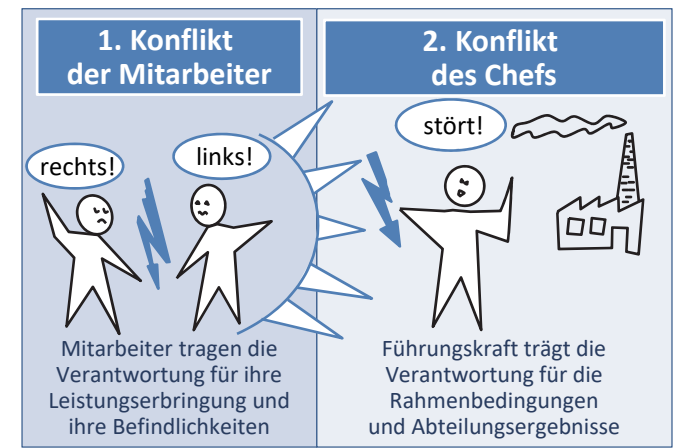 1. Konflikt
der Mitarbeiter
rechts!
links!
Mitarbeiter tragen die
Verantwortung für ihre
Leistungserbringung und
ihre Befindlichkeiten
2. Konflikt
des Chefs
stört!
Führungskraft trägt die
Verantwortung für die
Rahmenbedingungen
und Abteilungsergebnisse